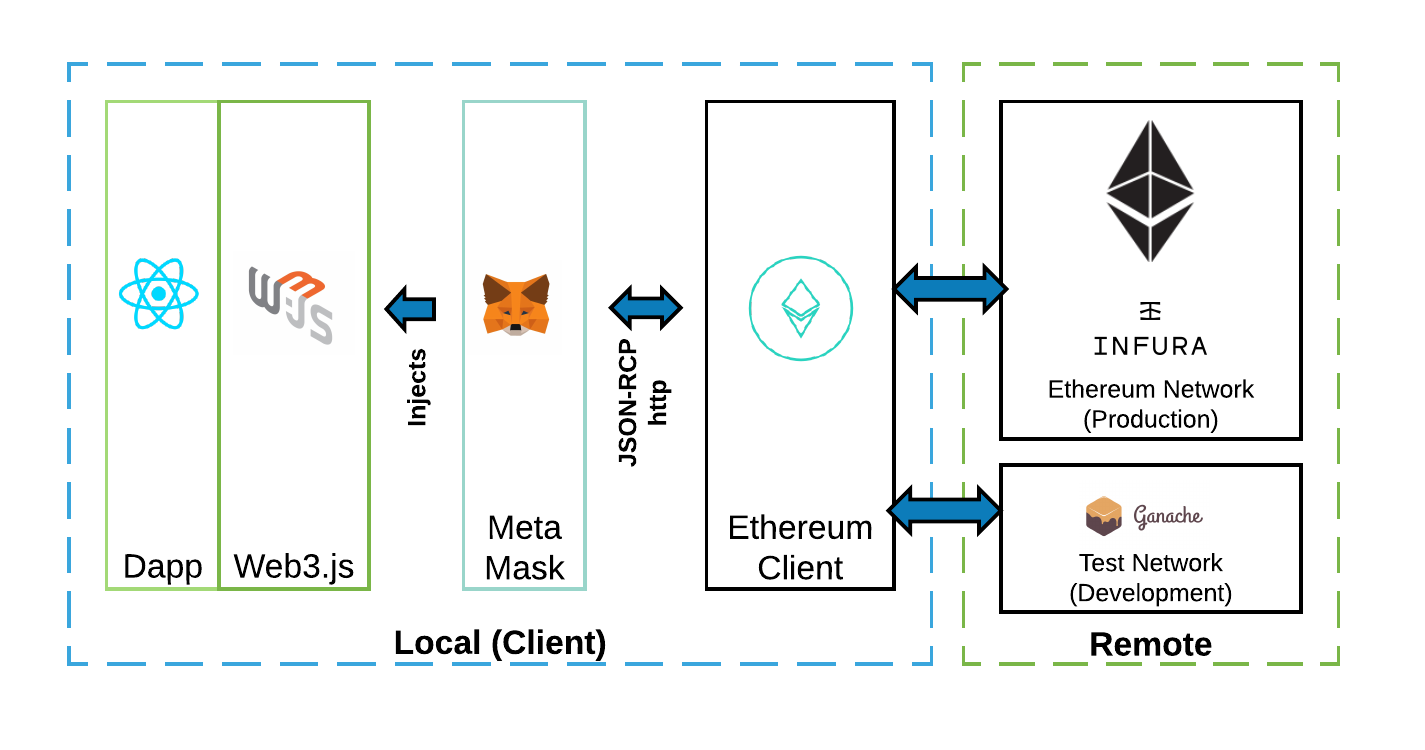 Dapp
W3JS
Web3.js
Injects
Meta
Mask
JSON-RCP
http
Ethereum
Client
Local (Client)
INFURA
Ethereum Network
(Production)
Ganache
Test Network
(Development)
Remote